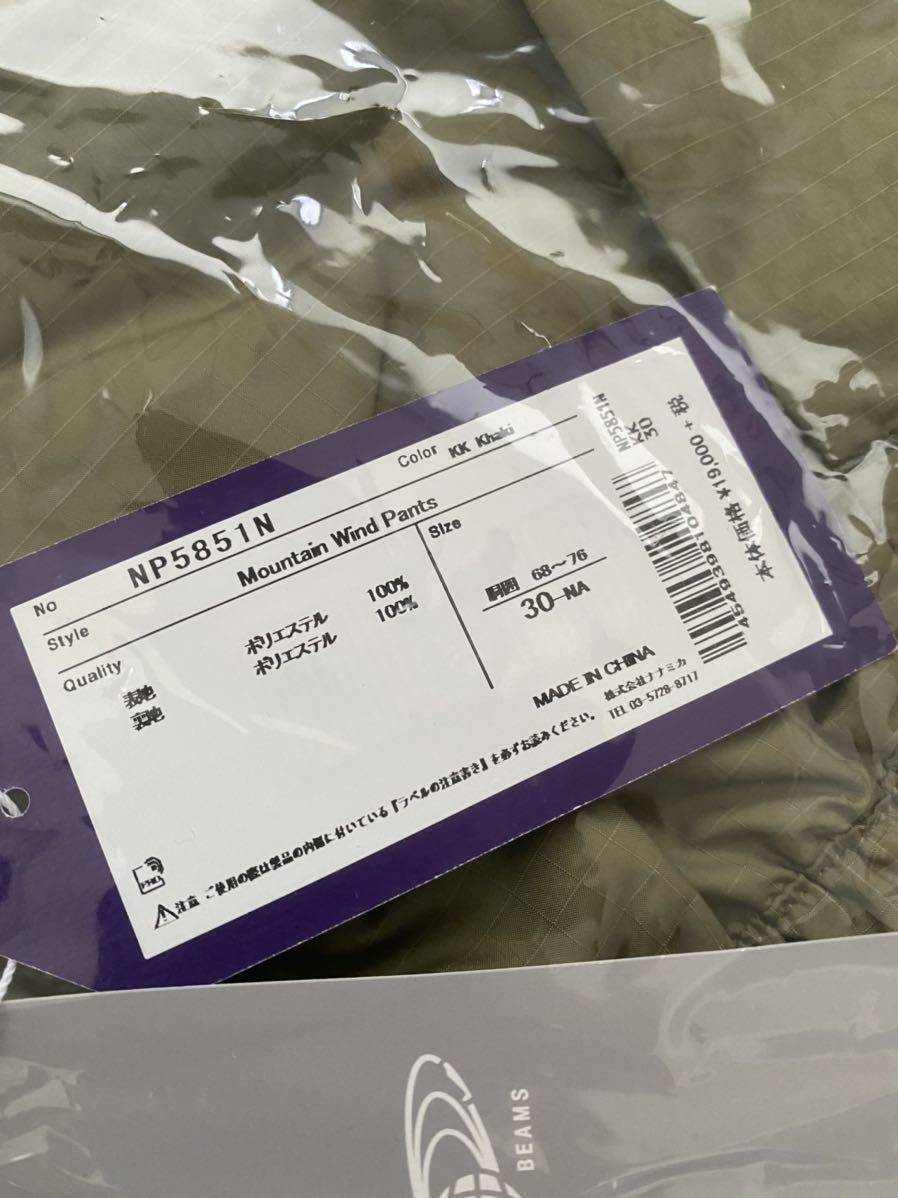 No NP5851N Color KK Khaki
Style Mountain Wind Pants
Quality
表地 ポリエステル 100%
裏地 ポリエステル 100%
Size
胴囲 68～76
30-NA
MADE IN CHINA
株式会社ナナミカ
TEL 03-5728-8717
注意 ご使用の際は製品の内側に付いている『ラベルの注意書き』を必ずお読みください。
NP5851N
KK
30
4549398104847
本体価格 ¥19,000 + 税
BEAMS